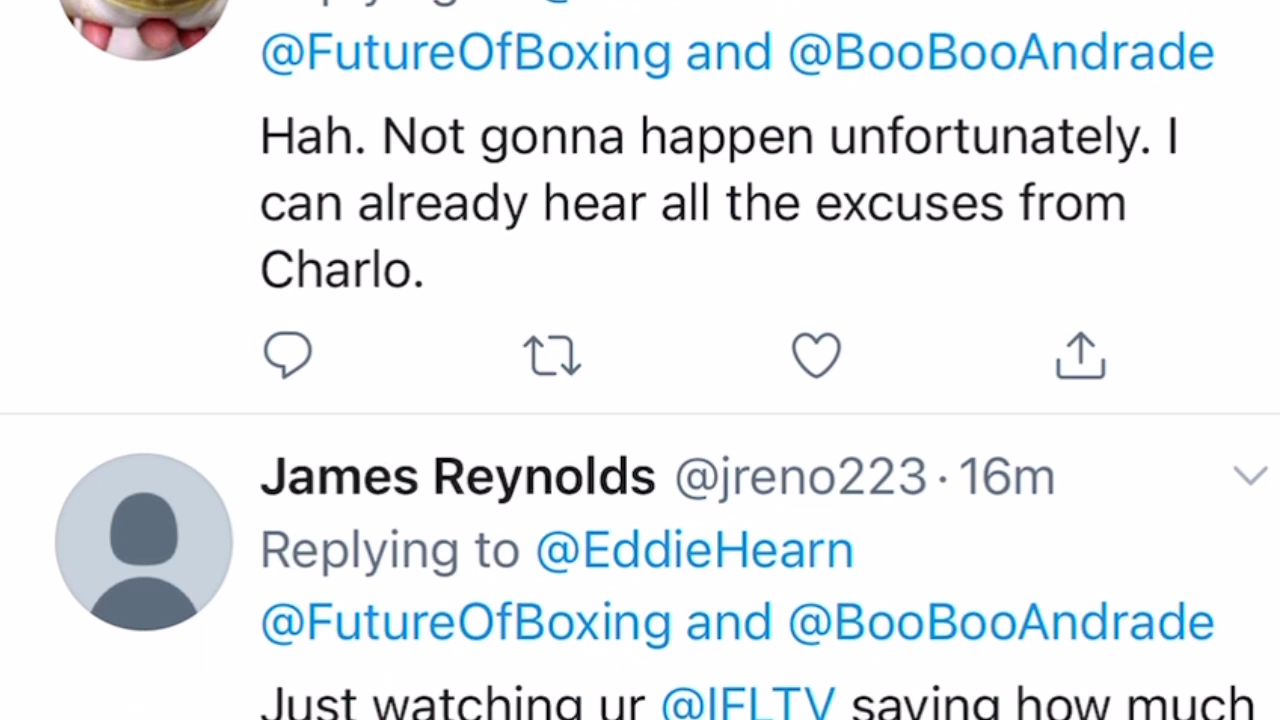 @FutureOfBoxing and @BooBooAndrade
Hah. Not gonna happen unfortunately. I
can already hear all the excuses from
Charlo.
James Reynolds @jreno223 · 16m
Replying to @EddieHearn
@FutureOfBoxing and @BooBooAndrade
Just watching ur @IFLTV saying how much